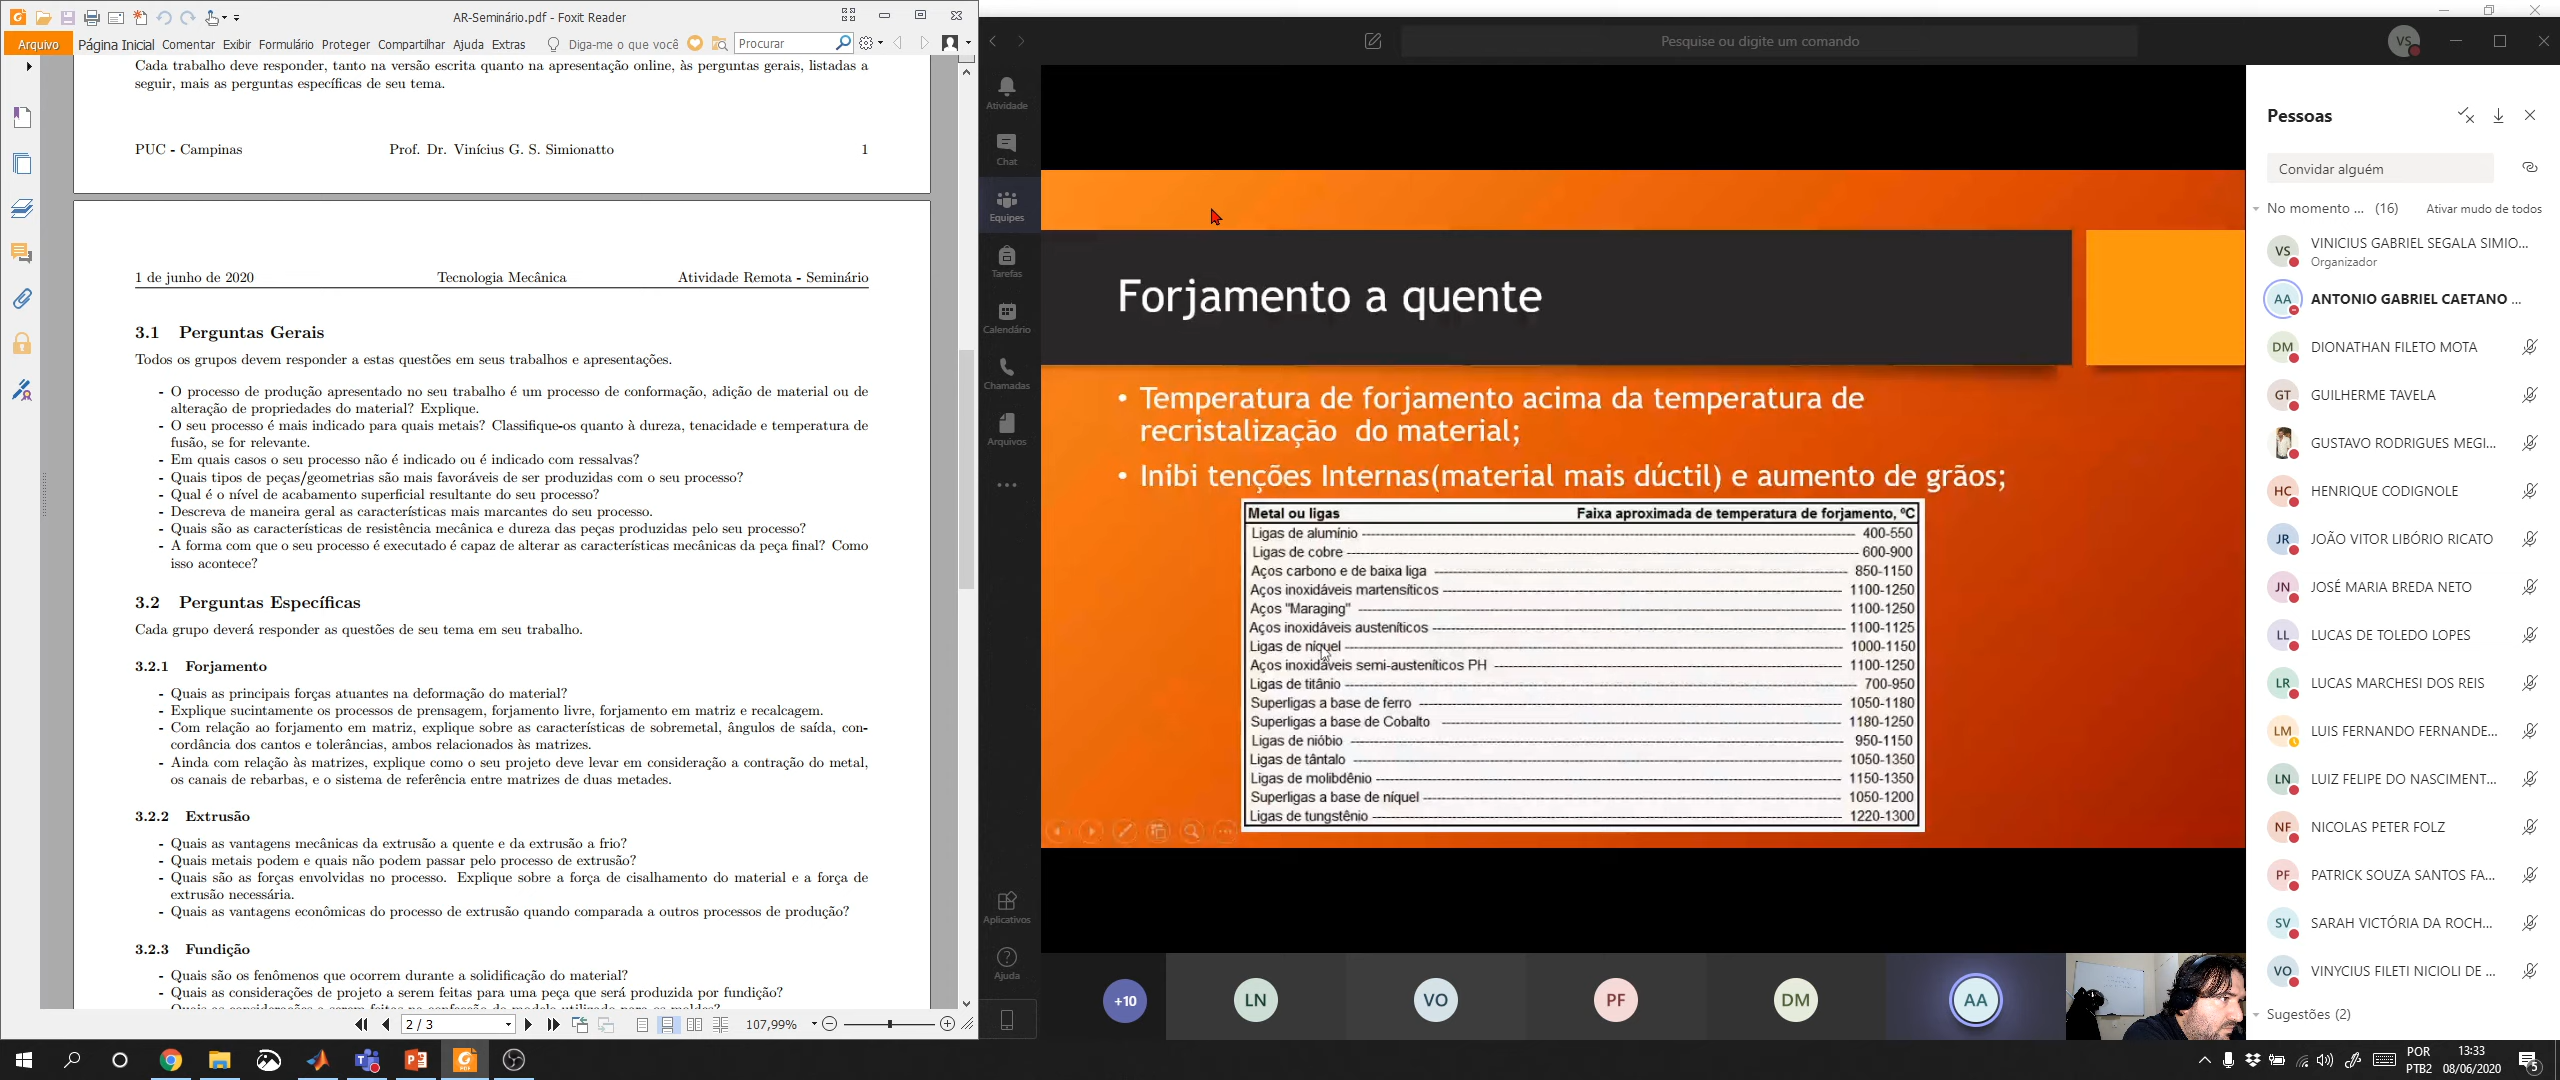 AR-Seminário.pdf - Foxit Reader
Arquivo Página Inicial Comentar Exibir Formulário Proteger Compartilhar Ajuda Extras Diga-me o que você Procurar
Cada trabalho deve responder, tanto na versão escrita quanto na apresentação online, às perguntas gerais, listadas a
seguir, mais as perguntas específicas de seu tema.
PUC - Campinas Prof. Dr. Vinícius G. S. Simionatto 1
1 de junho de 2020 Tecnologia Mecânica Atividade Remota - Seminário
3.1 Perguntas Gerais
Todos os grupos devem responder a estas questões em seus trabalhos e apresentações.
- O processo de produção apresentado no seu trabalho é um processo de conformação, adição de material ou de
alteração de propriedades do material? Explique.
- O seu processo é mais indicado para quais metais? Classifique-os quanto à dureza, tenacidade e temperatura de
fusão, se for relevante.
- Em quais casos o seu processo não é indicado ou é indicado com ressalvas?
- Quais tipos de peças/geometrias são mais favoráveis de ser produzidas com o seu processo?
- Qual é o nível de acabamento superficial resultante do seu processo?
- Descreva de maneira geral as características mais marcantes do seu processo.
- Quais são as características de resistência mecânica e dureza das peças produzidas pelo seu processo?
- A forma com que o seu processo é executado é capaz de alterar as características mecânicas da peça final? Como
isso acontece?
3.2 Perguntas Específicas
Cada grupo deverá responder as questões de seu tema em seu trabalho.
3.2.1 Forjamento
- Quais as principais forças atuantes na deformação do material?
- Explique sucintamente os processos de prensagem, forjamento livre, forjamento em matriz e recalcagem.
- Com relação ao forjamento em matriz, explique sobre as características de sobremetal, ângulos de saída, con-
cordância dos cantos e tolerâncias, ambos relacionados às matrizes.
- Ainda com relação às matrizes, explique como o seu projeto deve levar em consideração a contração do metal,
os canais de rebarbas, e o sistema de referência entre matrizes de duas metades.
3.2.2 Extrusão
- Quais as vantagens mecânicas da extrusão a quente e da extrusão a frio?
- Quais metais podem e quais não podem passar pelo processo de extrusão?
- Quais são as forças envolvidas no processo. Explique sobre a força de cisalhamento do material e a força de
extrusão necessária.
- Quais as vantagens econômicas do processo de extrusão quando comparada a outros processos de produção?
3.2.3 Fundição
- Quais são os fenômenos que ocorrem durante a solidificação do material?
- Quais as considerações de projeto a serem feitas para uma peça que será produzida por fundição?
2 / 3 107,99%
Pesquise ou digite um comando
VS
Atividade
Chat
Equipes
Tarefas
Calendário
Chamadas
Arquivos
Aplicativos
Ajuda
Forjamento a quente
• Temperatura de forjamento acima da temperatura de
recristalização do material;
• Inibi tenções Internas(material mais dúctil) e aumento de grãos;
Metal ou ligas Faixa aproximada de temperatura de forjamento, ºC
Ligas de alumínio 400-550
Ligas de cobre 600-900
Aços carbono e de baixa liga 850-1150
Aços inoxidáveis martensíticos 1100-1250
Aços "Maraging" 1100-1250
Aços inoxidáveis austeníticos 1100-1125
Ligas de níquel 1000-1150
Aços inoxidáveis semi-austeníticos PH 1100-1250
Ligas de titânio 700-950
Superligas a base de ferro 1050-1180
Superligas a base de Cobalto 1180-1250
Ligas de nióbio 950-1150
Ligas de tântalo 1050-1350
Ligas de molibdênio 1150-1350
Superligas a base de níquel 1050-1200
Ligas de tungstênio 1220-1300
+10 LN VO PF DM AA
Pessoas
Convidar alguém
No momento ... (16) Ativar mudo de todos
VS VINICIUS GABRIEL SEGALA SIMIO...
Organizador
AA ANTONIO GABRIEL CAETANO ...
DM DIONATHAN FILETO MOTA
GT GUILHERME TAVELA
GUSTAVO RODRIGUES MEGI...
HC HENRIQUE CODIGNOLE
JR JOÃO VITOR LIBÓRIO RICATO
JN JOSÉ MARIA BREDA NETO
LL LUCAS DE TOLEDO LOPES
LR LUCAS MARCHESI DOS REIS
LM LUIS FERNANDO FERNANDE...
LN LUIZ FELIPE DO NASCIMENT...
NF NICOLAS PETER FOLZ
PF PATRICK SOUZA SANTOS FA...
SV SARAH VICTÓRIA DA ROCH...
VO VINYCIUS FILETI NICIOLI DE ...
Sugestões (2)
POR
PTB2
13:33
08/06/2020
5